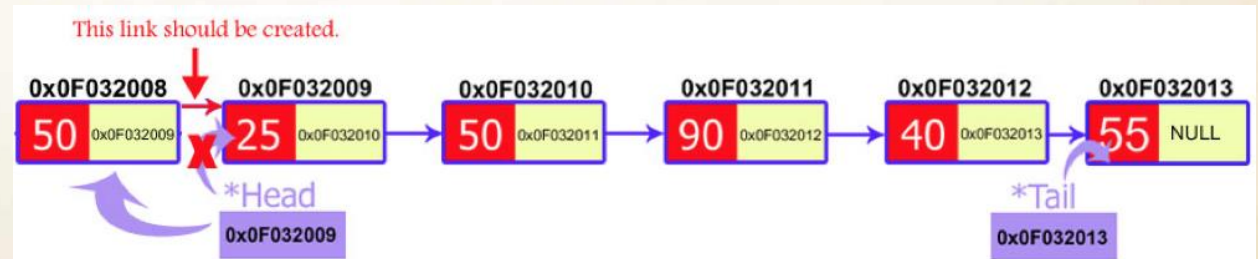 This link should be created.
0x0F032008 0x0F032009 0x0F032010 0x0F032011 0x0F032012 0x0F032013
50 0x0F032009 25 0x0F032010 50 0x0F032011 90 0x0F032012 40 0x0F032013 55 NULL
X
*Head *Tail
0x0F032009 0x0F032013